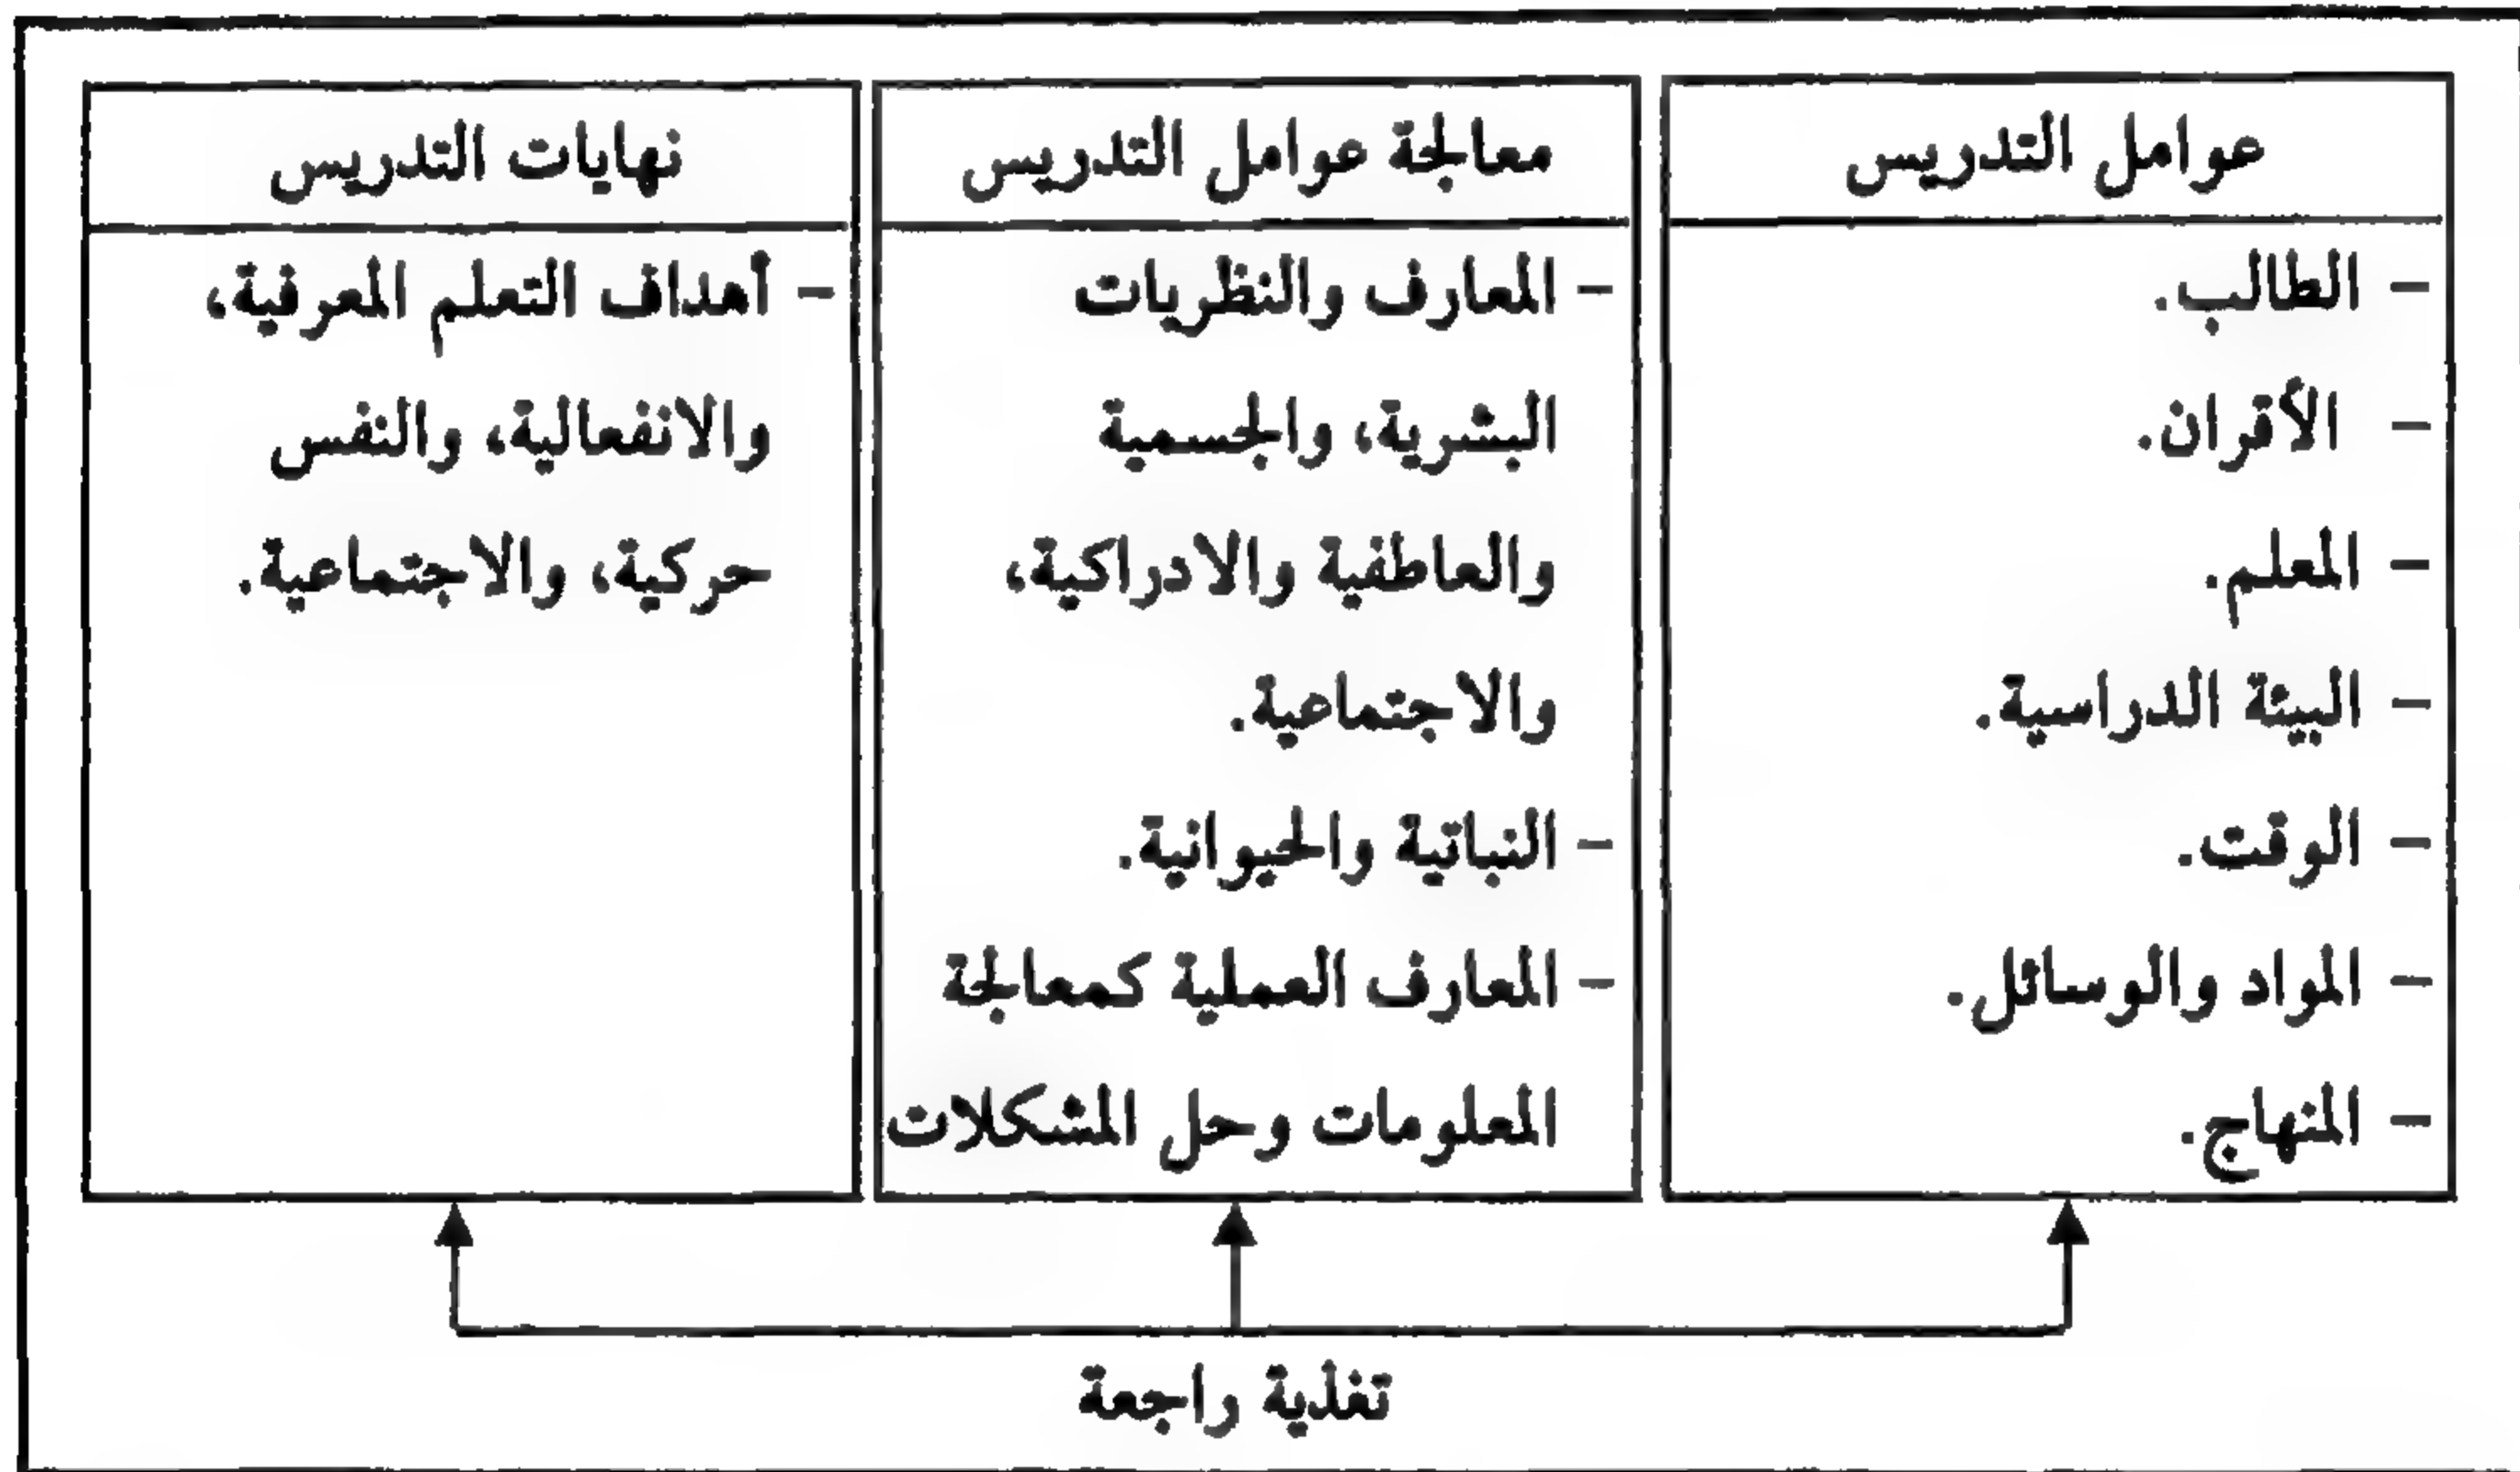 عوامل التدريس
- الطالب.
- الأقران.
- المعلم.
- البيئة الدراسية.
- الوقت.
- المواد والوسائل.
- المنهاج.
معالجة عوامل التدريس
- المعارف والنظريات
البشرية، والجسمية
والعاطفية والادراكية،
والاجتماعية.
- النباتية والحيوانية.
- المعارف العملية كمعالجة
المعلومات وحل المشكلات
نهايات التدريس
- أهداف التعلم المعرفية،
والانفعالية، والنفس
حركية، والاجتماعية.
تغذية راجعة